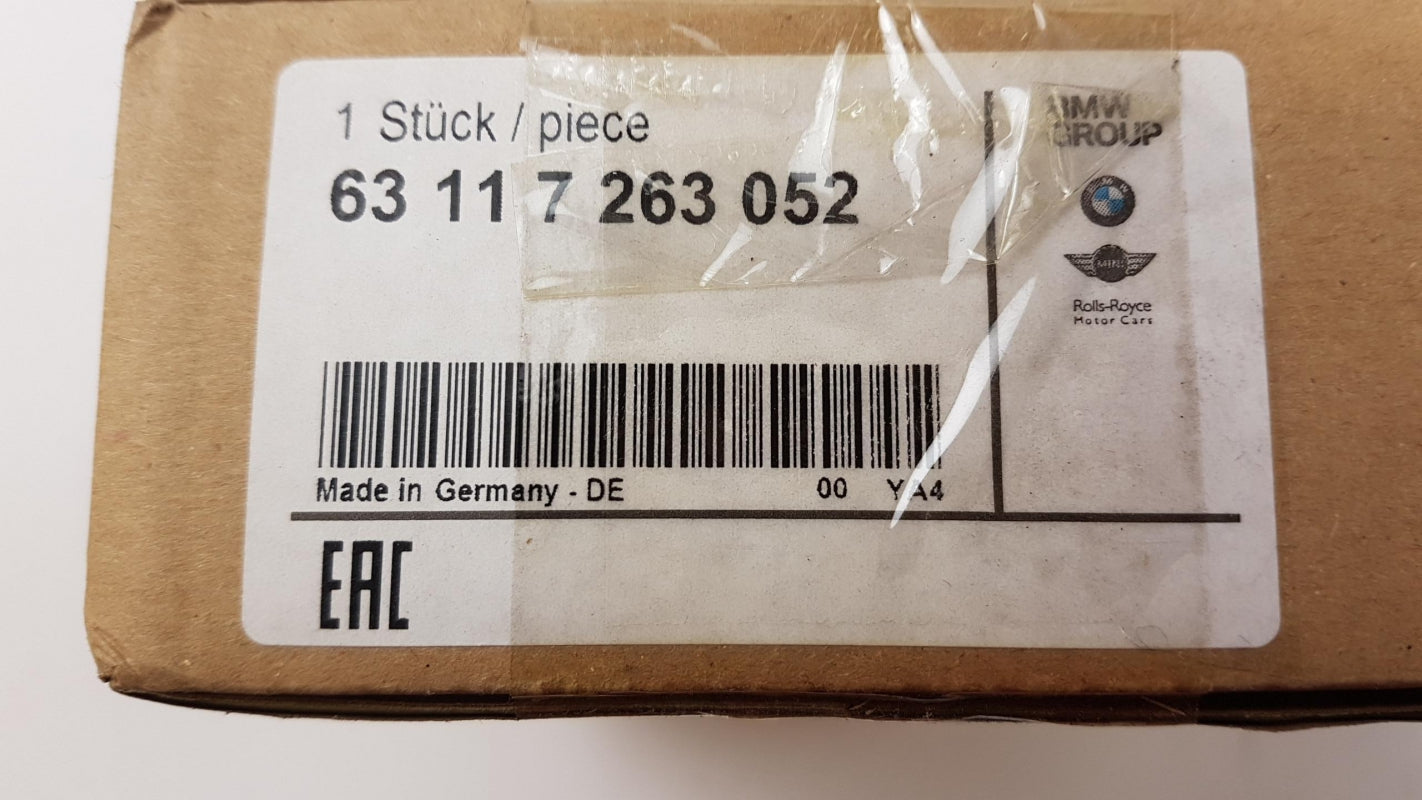 1 Stück / piece
63 11 7 263 052
BMW
GROUP
MINI
Rolls-Royce
Motor Cars
Made in Germany - DE 00 YA4
EAC